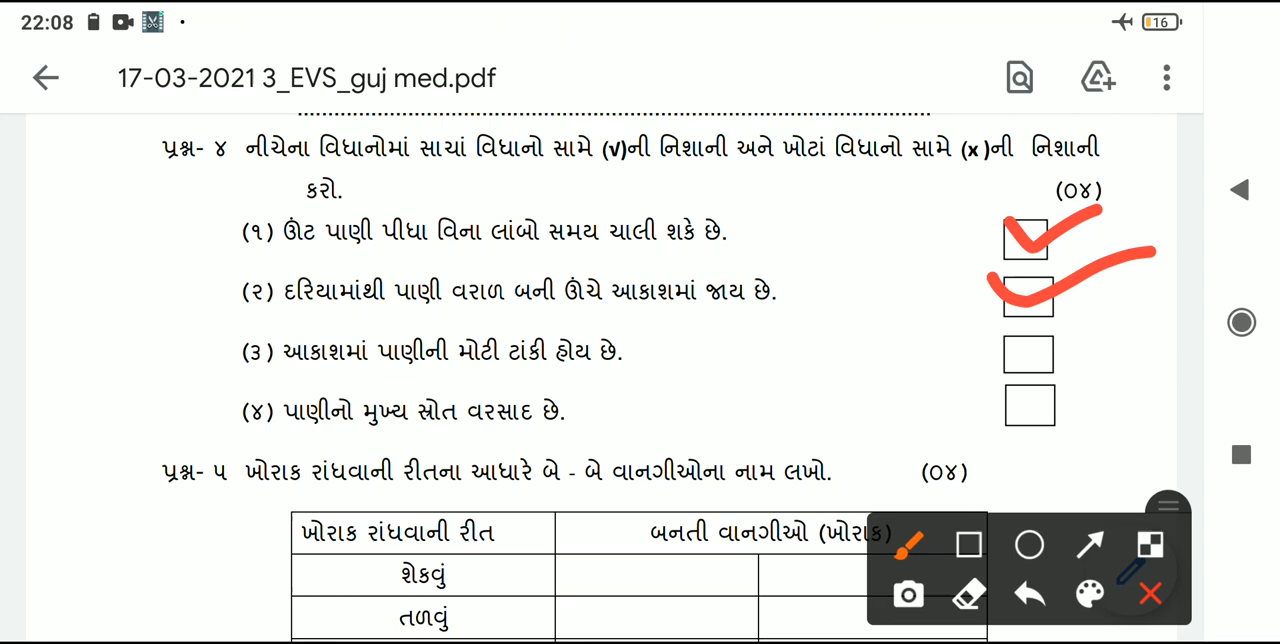 22:08
16
17-03-2021 3_EVS_guj med.pdf
પ્રશ્ન- ૪ નીચેના વિધાનોમાં સાચાં વિધાનો સામે (√)ની નિશાની અને ખોટાં વિધાનો સામે (x )ની નિશાની
કરો. (૦૪)
(૧) ઊંટ પાણી પીધા વિના લાંબો સમય ચાલી શકે છે.
(૨) દરિયામાંથી પાણી વરાળ બની ઊંચે આકાશમાં જાય છે.
(૩) આકાશમાં પાણીની મોટી ટાંકી હોય છે.
(૪) પાણીનો મુખ્ય સ્રોત વરસાદ છે.
પ્રશ્ન- ૫ ખોરાક રાંધવાની રીતના આધારે બે - બે વાનગીઓના નામ લખો. (૦૪)
ખોરાક રાંધવાની રીત બનતી વાનગીઓ (ખોરાક)
શેકવું
તળવું